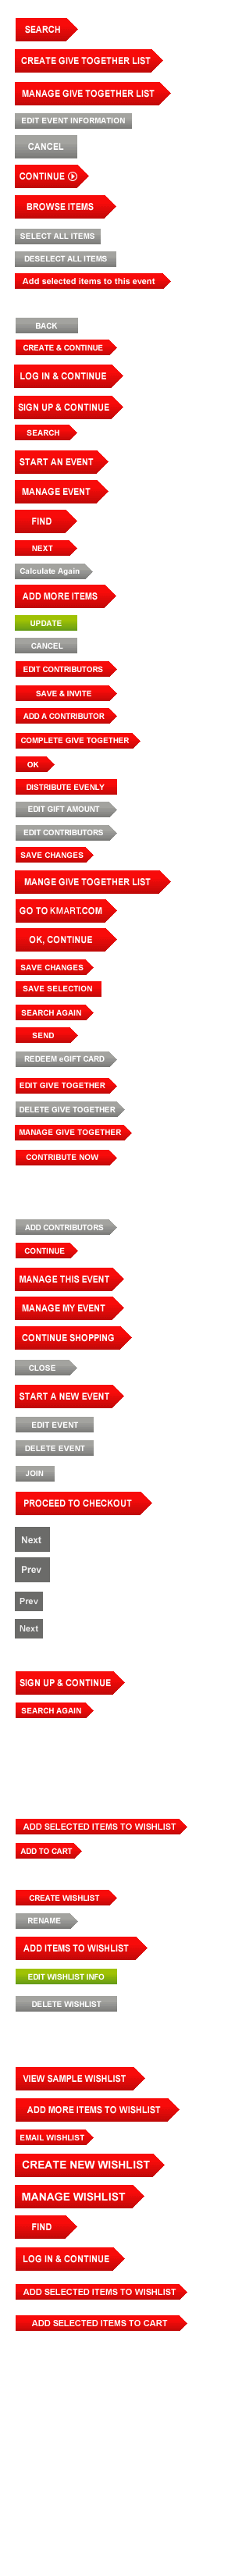 SEARCH
CREATE GIVE TOGETHER LIST
MANAGE GIVE TOGETHER LIST
EDIT EVENT INFORMATION
CANCEL
CONTINUE
BROWSE ITEMS
SELECT ALL ITEMS
DESELECT ALL ITEMS
Add selected items to this event
BACK
CREATE & CONTINUE
LOG IN & CONTINUE
SIGN UP & CONTINUE
SEARCH
START AN EVENT
MANAGE EVENT
FIND
NEXT
Calculate Again
ADD MORE ITEMS
UPDATE
CANCEL
EDIT CONTRIBUTORS
SAVE & INVITE
ADD A CONTRIBUTOR
COMPLETE GIVE TOGETHER
OK
DISTRIBUTE EVENLY
EDIT GIFT AMOUNT
EDIT CONTRIBUTORS
SAVE CHANGES
MANGE GIVE TOGETHER LIST
GO TO KMART.COM
OK, CONTINUE
SAVE CHANGES
SAVE SELECTION
SEARCH AGAIN
SEND
REDEEM eGIFT CARD
EDIT GIVE TOGETHER
DELETE GIVE TOGETHER
MANAGE GIVE TOGETHER
CONTRIBUTE NOW
ADD CONTRIBUTORS
CONTINUE
MANAGE THIS EVENT
MANAGE MY EVENT
CONTINUE SHOPPING
CLOSE
START A NEW EVENT
EDIT EVENT
DELETE EVENT
JOIN
PROCEED TO CHECKOUT
Next
Prev
Prev
Next
SIGN UP & CONTINUE
SEARCH AGAIN
ADD SELECTED ITEMS TO WISHLIST
ADD TO CART
CREATE WISHLIST
RENAME
ADD ITEMS TO WISHLIST
EDIT WISHLIST INFO
DELETE WISHLIST
VIEW SAMPLE WISHLIST
ADD MORE ITEMS TO WISHLIST
EMAIL WISHLIST
CREATE NEW WISHLIST
MANAGE WISHLIST
FIND
LOG IN & CONTINUE
ADD SELECTED ITEMS TO WISHLIST
ADD SELECTED ITEMS TO CART